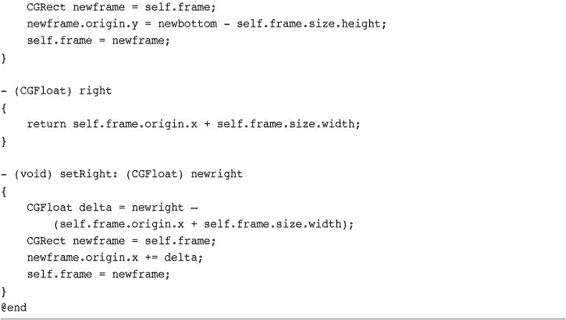 CGRect newframe = self.frame;
    newframe.origin.y = newbottom - self.frame.size.height;
    self.frame = newframe;
}
- (CGFloat) right
{
    return self.frame.origin.x + self.frame.size.width;
}
- (void) setRight: (CGFloat) newright
{
    CGFloat delta = newright –
        (self.frame.origin.x + self.frame.size.width);
    CGRect newframe = self.frame;
    newframe.origin.x += delta;
    self.frame = newframe;
}
@end